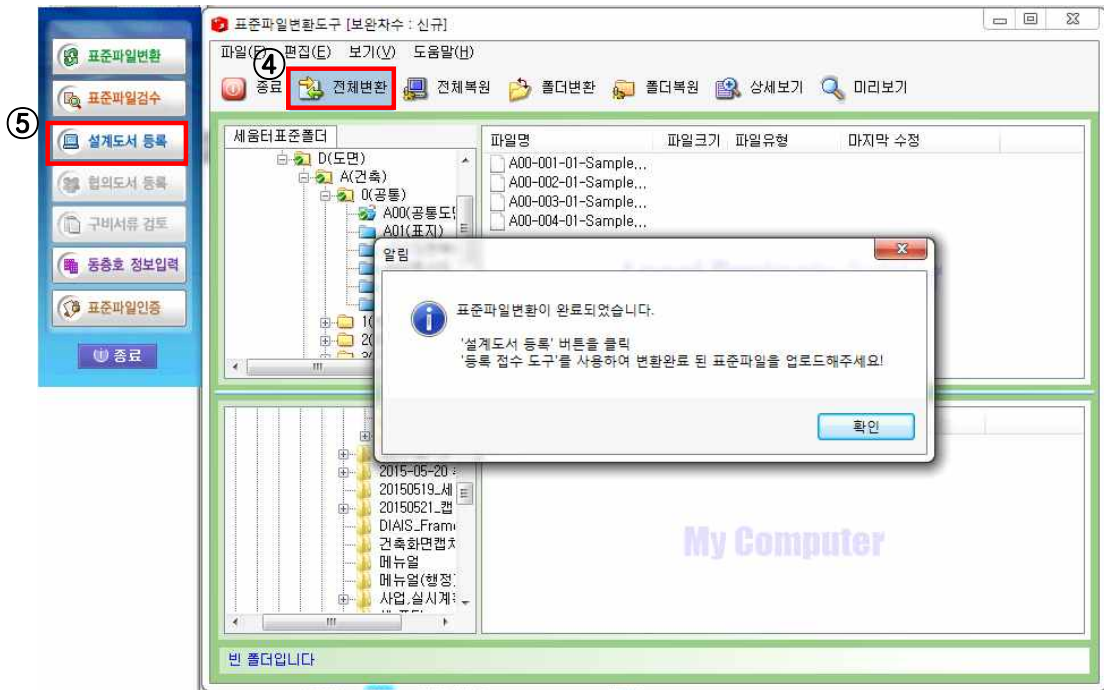 표준파일변환도구 [보완차수 : 신규]
파일(F) 편집(E) 보기(V) 도움말(H)
④
종료 전체변환 전체복원 폴더변환 폴더복원 상세보기 미리보기
표준파일변환
표준파일검수
⑤
설계도서 등록
협의도서 등록
구비서류 검토
동층호 정보입력
표준파일인증
종료
세움터표준폴더
D(도면)
A(건축)
0(공통)
A00(공통도면
A01(표지)
파일명 파일크기 파일유형 마지막 수정
A00-001-01-Sample...
A00-002-01-Sample...
A00-003-01-Sample...
A00-004-01-Sample...
알림
표준파일변환이 완료되었습니다.
'설계도서 등록' 버튼을 클릭
'등록 접수 도구'를 사용하여 변환완료 된 표준파일을 업로드해주세요!
확인
1(
2(
2015-05-20
20150519_세
20150521_캡
DIAIS_Frame
건축화면캡처
메뉴얼
메뉴얼(행정)
사업,실시계획
My Computer
빈 폴더입니다